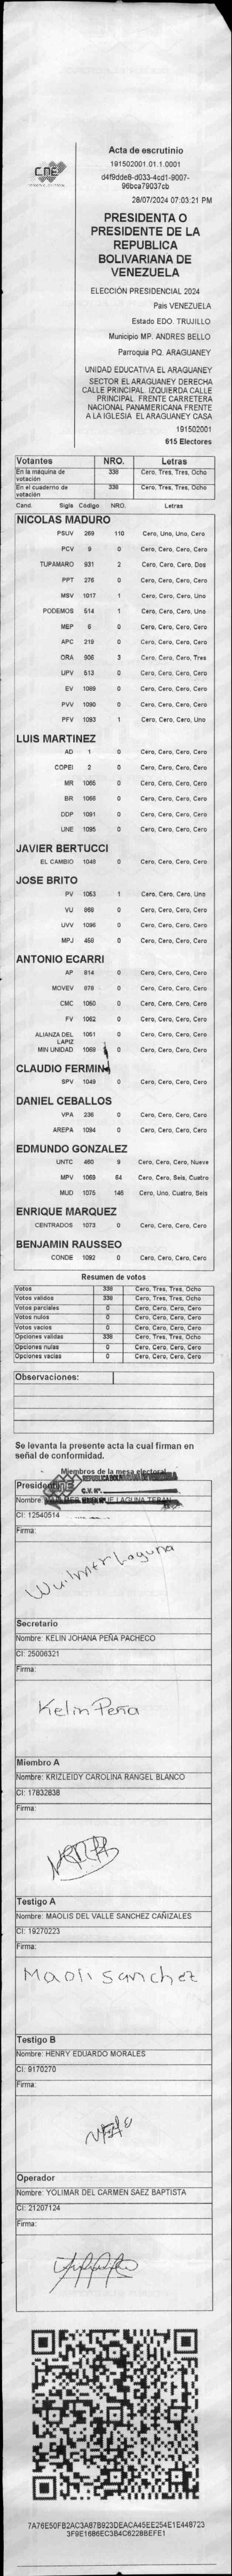 CNE
Acta de escrutinio
191502001.01.1.0001
d4f9dde8-d033-4cd1-9007-
96bca79037cb
28/07/2024 07:03:21 PM
PRESIDENTA O
PRESIDENTE DE LA
REPUBLICA
BOLIVARIANA DE
VENEZUELA
ELECCIÓN PRESIDENCIAL 2024
Pais VENEZUELA
Estado EDO. TRUJILLO
Municipio MP. ANDRES BELLO
Parroquia PQ. ARAGUANEY
UNIDAD EDUCATIVA EL ARAGUANEY
SECTOR EL ARAGUANEY DERECHA
CALLE PRINCIPAL. IZQUIERDA CALLE
PRINCIPAL. FRENTE CARRETERA
NACIONAL PANAMERICANA FRENTE
A LA IGLESIA EL ARAGUANEY CASA
191502001
615 Electores
Votantes NRO. Letras
En la máquina de votación 338 Cero, Tres, Tres, Ocho
En el cuaderno de votación 338 Cero, Tres, Tres, Ocho
Cand. Sigla Código NRO. Letras
NICOLAS MADURO
PSUV 269 110 Cero, Uno, Uno, Cero
PCV 9 0 Cero, Cero, Cero, Cero
TUPAMARO 931 2 Cero, Cero, Cero, Dos
PPT 276 0 Cero, Cero, Cero, Cero
MSV 1017 1 Cero, Cero, Cero, Uno
PODEMOS 514 1 Cero, Cero, Cero, Uno
MEP 6 0 Cero, Cero, Cero, Cero
APC 219 0 Cero, Cero, Cero, Cero
ORA 906 3 Cero, Cero, Cero, Tres
UPV 513 0 Cero, Cero, Cero, Cero
EV 1089 0 Cero, Cero, Cero, Cero
PVV 1090 0 Cero, Cero, Cero, Cero
PFV 1093 1 Cero, Cero, Cero, Uno
LUIS MARTINEZ
AD 1 0 Cero, Cero, Cero, Cero
COPEI 2 0 Cero, Cero, Cero, Cero
MR 1065 0 Cero, Cero, Cero, Cero
BR 1066 0 Cero, Cero, Cero, Cero
DDP 1091 0 Cero, Cero, Cero, Cero
UNE 1095 0 Cero, Cero, Cero, Cero
JAVIER BERTUCCI
EL CAMBIO 1048 0 Cero, Cero, Cero, Cero
JOSE BRITO
PV 1053 1 Cero, Cero, Cero, Uno
VU 868 0 Cero, Cero, Cero, Cero
UVV 1096 0 Cero, Cero, Cero, Cero
MPJ 458 0 Cero, Cero, Cero, Cero
ANTONIO ECARRI
AP 814 0 Cero, Cero, Cero, Cero
MOVEV 878 0 Cero, Cero, Cero, Cero
CMC 1050 0 Cero, Cero, Cero, Cero
FV 1062 0 Cero, Cero, Cero, Cero
ALIANZA DEL LAPIZ 1051 0 Cero, Cero, Cero, Cero
MIN UNIDAD 1068 0 Cero, Cero, Cero, Cero
CLAUDIO FERMIN
SPV 1049 0 Cero, Cero, Cero, Cero
DANIEL CEBALLOS
VPA 236 0 Cero, Cero, Cero, Cero
AREPA 1094 0 Cero, Cero, Cero, Cero
EDMUNDO GONZALEZ
UNTC 460 9 Cero, Cero, Cero, Nueve
MPV 1069 64 Cero, Cero, Seis, Cuatro
MUD 1075 146 Cero, Uno, Cuatro, Seis
ENRIQUE MARQUEZ
CENTRADOS 1073 0 Cero, Cero, Cero, Cero
BENJAMIN RAUSSEO
CONDE 1092 0 Cero, Cero, Cero, Cero
Resumen de votos
Votos 338 Cero, Tres, Tres, Ocho
Votos validos 338 Cero, Tres, Tres, Ocho
Votos parciales 0 Cero, Cero, Cero, Cero
Votos nulos 0 Cero, Cero, Cero, Cero
Votos vacios 0 Cero, Cero, Cero, Cero
Opciones validas 338 Cero, Tres, Tres, Ocho
Opciones nulas 0 Cero, Cero, Cero, Cero
Opciones vacias 0 Cero, Cero, Cero, Cero
Observaciones:
Se levanta la presente acta la cual firman en
señal de conformidad.
Miembros de la mesa electoral
Presidente
C.V. Nº.
Nombre: LAGUNA TERAN
CI: 12540514
Firma:
Wuilmer Laguna
Secretario
Nombre: KELIN JOHANA PEÑA PACHECO
CI: 25006321
Firma:
Kelin Peña
Miembro A
Nombre: KRIZLEIDY CAROLINA RANGEL BLANCO
CI: 17832838
Firma:
Testigo A
Nombre: MAOLIS DEL VALLE SANCHEZ CAÑIZALES
CI: 19270223
Firma:
Maoli sanchez
Testigo B
Nombre: HENRY EDUARDO MORALES
CI: 9170270
Firma:
Operador
Nombre: YOLIMAR DEL CARMEN SAEZ BAPTISTA
CI: 21207124
Firma:
7A76E50FB2AC3A87B923DEACA45EE254E1E448723
3F9E1686EC3B4C6228BEFE1